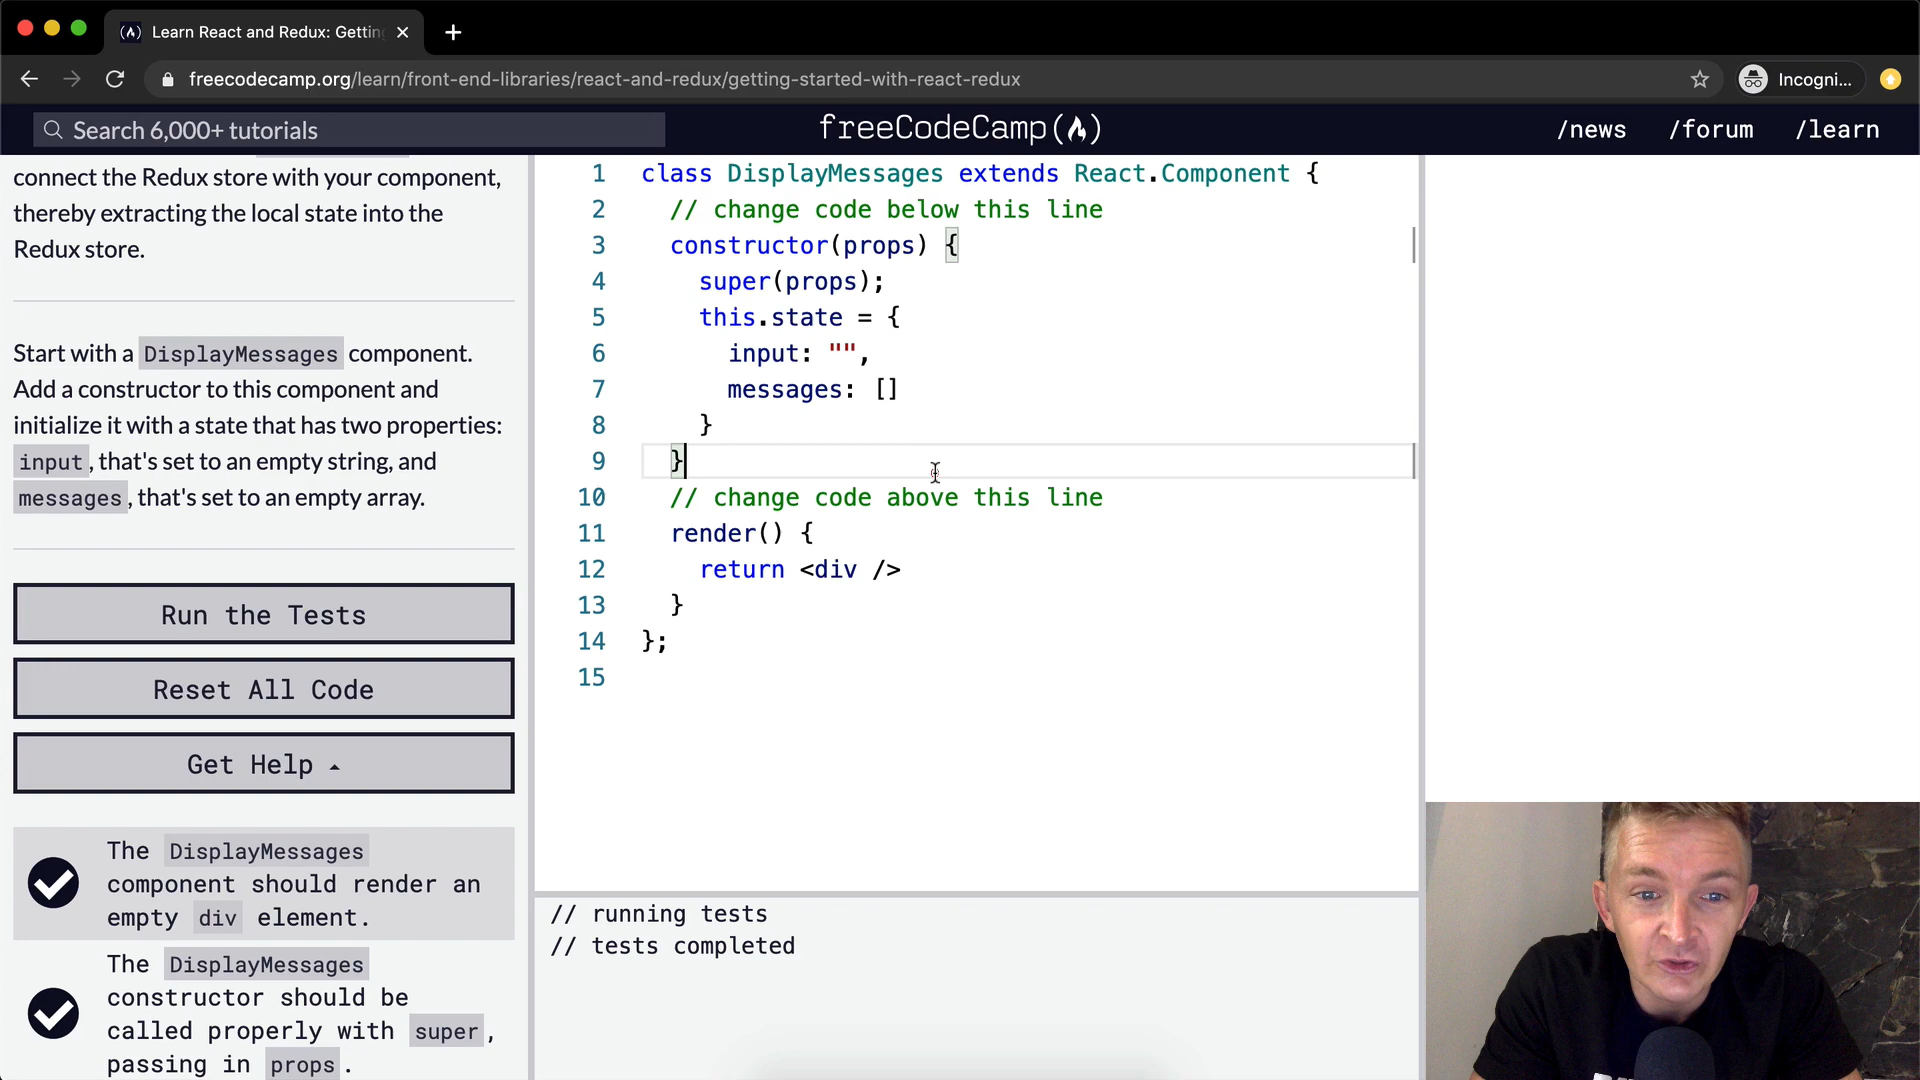 Learn React and Redux: Gettin
freecodecamp.org/learn/front-end-libraries/react-and-redux/getting-started-with-react-redux
Incogni...
Search 6,000+ tutorials
freeCodeCamp
/news
/forum
/learn
connect the Redux store with your component,
thereby extracting the local state into the
Redux store.
Start with a DisplayMessages component.
Add a constructor to this component and
initialize it with a state that has two properties:
input, that's set to an empty string, and
messages, that's set to an empty array.
Run the Tests
Reset All Code
Get Help
The DisplayMessages
component should render an
empty div element.
The DisplayMessages
constructor should be
called properly with super,
passing in props.
1 class DisplayMessages extends React.Component {
2 // change code below this line
3 constructor(props) {
4 super(props);
5 this.state = {
6 input: "",
7 messages: []
8 }
9 }
10 // change code above this line
11 render() {
12 return <div />
13 }
14 };
15
// running tests
// tests completed